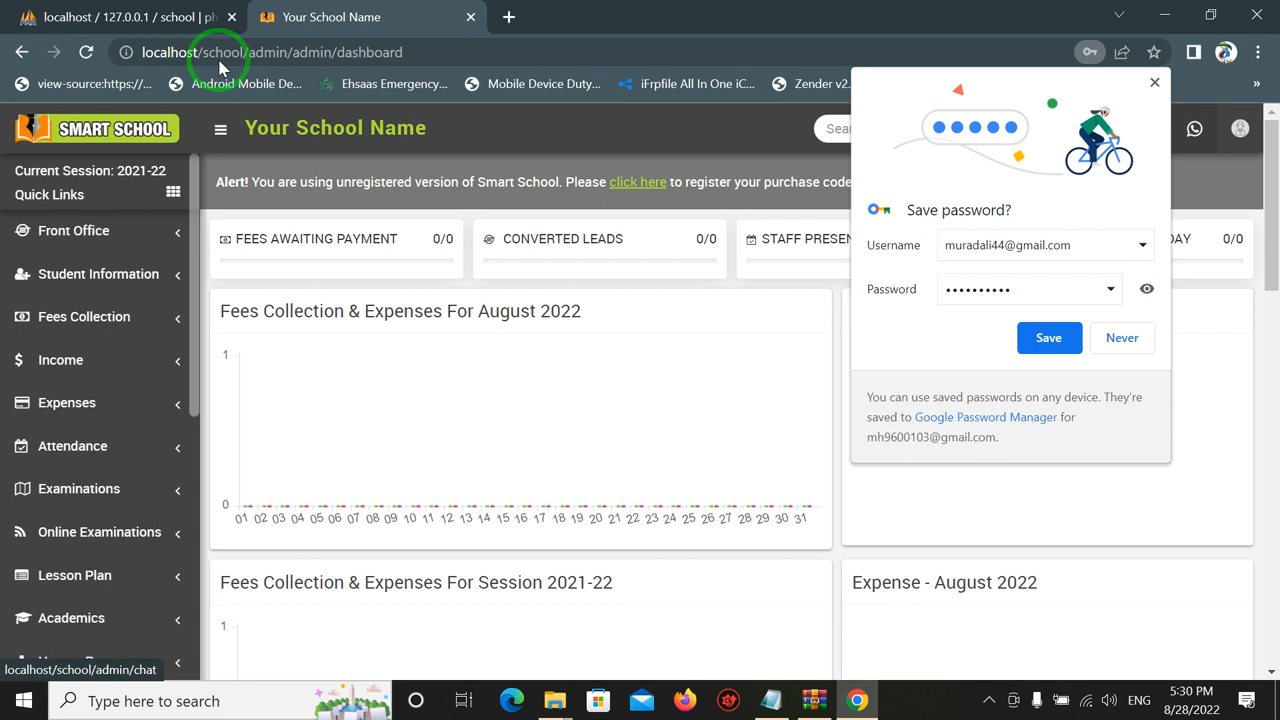 localhost / 127.0.0.1 / school | ph
Your School Name
localhost/school/admin/admin/dashboard
view-source:https://...
Android Mobile De...
Ehsaas Emergency...
Mobile Device Duty...
iFrpfile All In One iC...
Zender v2
»
SMART SCHOOL
Your School Name
Sear
Current Session: 2021-22
Quick Links
Alert! You are using unregistered version of Smart School. Please click here to register your purchase code
Front Office
Student Information
Fees Collection
Income
Expenses
Attendance
Examinations
Online Examinations
Lesson Plan
Academics
localhost/school/admin/chat
FEES AWAITING PAYMENT 0/0
CONVERTED LEADS 0/0
STAFF PRESEN
DAY 0/0
Fees Collection & Expenses For August 2022
1
0
01 02 03 04 05 06 07 08 09 10 11 12 13 14 15 16 17 18 19 20 21 22 23 24 25 26 27 28 29 30 31
Fees Collection & Expenses For Session 2021-22
1
Expense - August 2022
Save password?
Username muradali44@gmail.com
Password ••••••••••
Save
Never
You can use saved passwords on any device. They're
saved to Google Password Manager for
mh9600103@gmail.com.
Type here to search
ENG
5:30 PM
8/28/2022